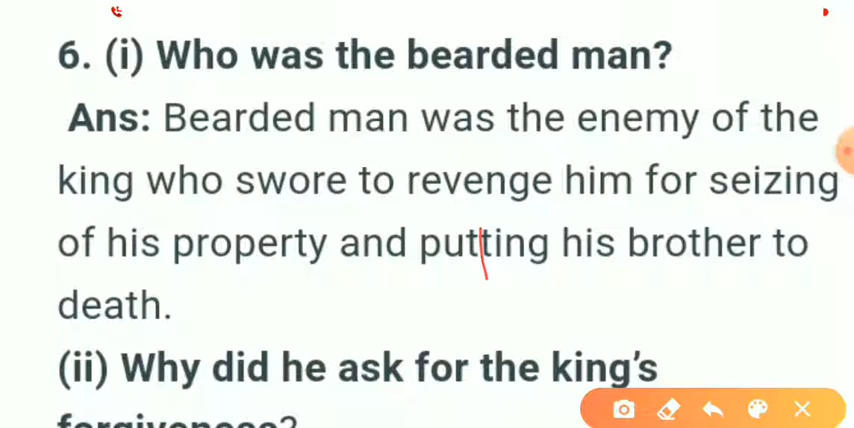 6. (i) Who was the bearded man?
Ans: Bearded man was the enemy of the
king who swore to revenge him for seizing
of his property and putting his brother to
death.
(ii) Why did he ask for the king's
forgiveness?